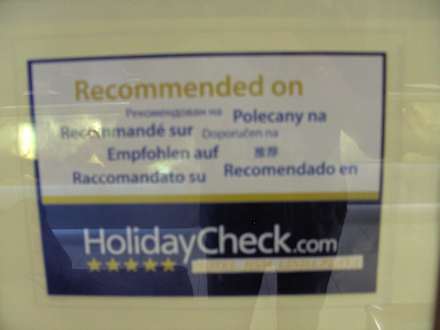 Recommended on
Рекомендован на Polecany na
Recommandé sur Doporučen na
Empfohlen auf 推荐
Raccomandato su Recomendado en
HolidayCheck.com